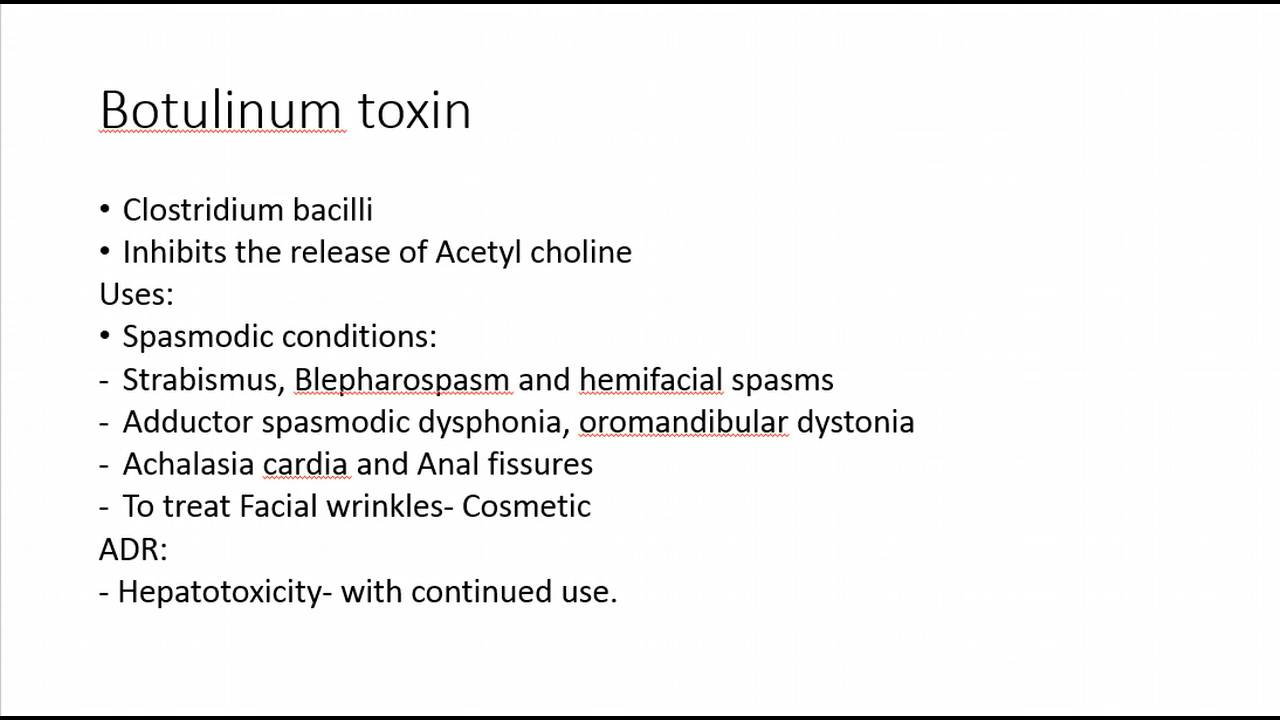 Botulinum toxin
• Clostridium bacilli
• Inhibits the release of Acetyl choline
Uses:
• Spasmodic conditions:
- Strabismus, Blepharospasm and hemifacial spasms
- Adductor spasmodic dysphonia, oromandibular dystonia
- Achalasia cardia and Anal fissures
- To treat Facial wrinkles- Cosmetic
ADR:
- Hepatotoxicity- with continued use.